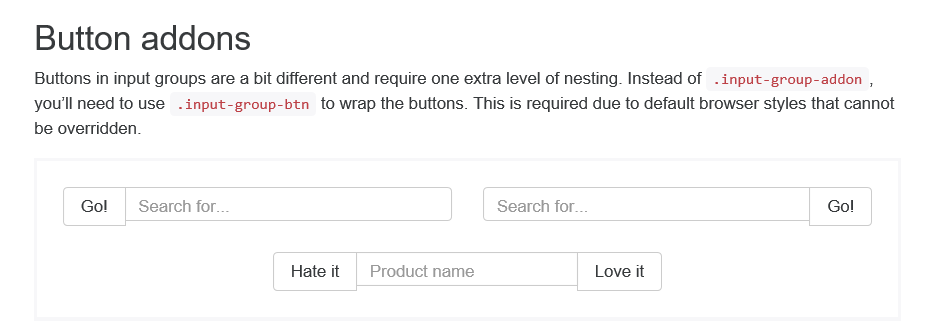 Button addons
Buttons in input groups are a bit different and require one extra level of nesting. Instead of .input-group-addon ,
you’ll need to use .input-group-btn to wrap the buttons. This is required due to default browser styles that cannot
be overridden.
Go! Search for... Search for... Go!
Hate it Product name Love it